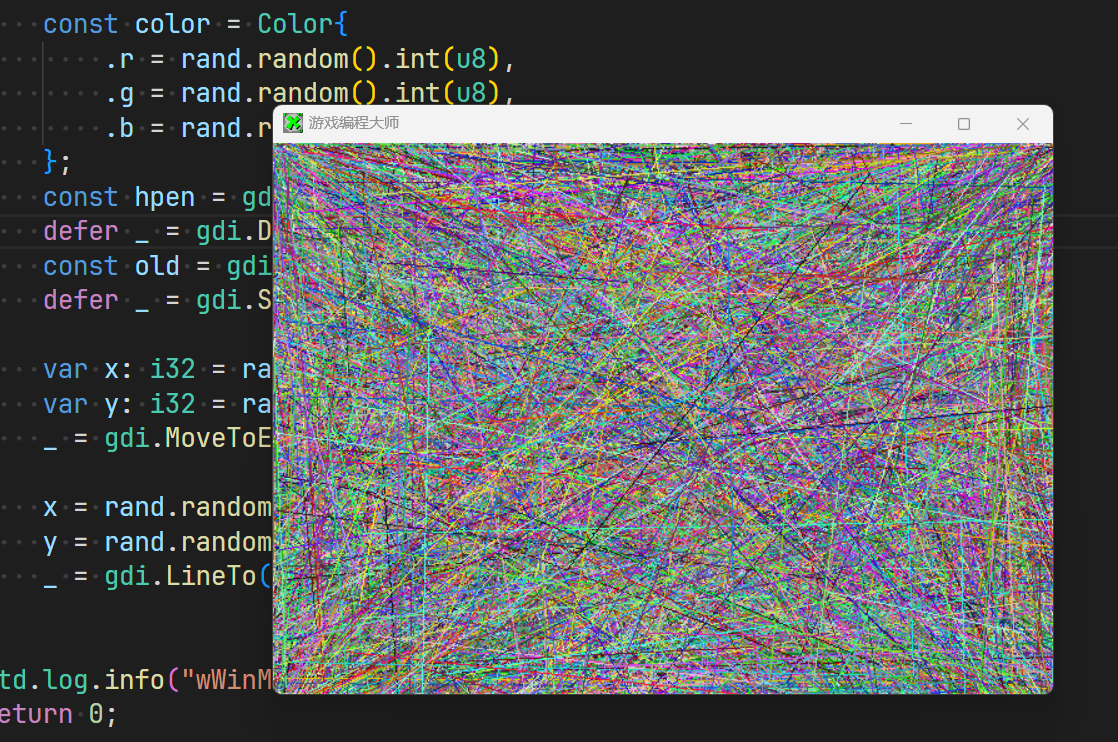 const color = Color{
.r = rand.random().int(u8),
.g = rand.random().int(u8),
.b = rand.r
};
const hpen = gd
defer _ = gdi.D
const old = gdi
defer _ = gdi.S
var x: i32 = ra
var y: i32 = ra
_ = gdi.MoveToE
x = rand.random
y = rand.random
_ = gdi.LineTo(
td.log.info("wWinM
eturn 0;
游戏编程大师